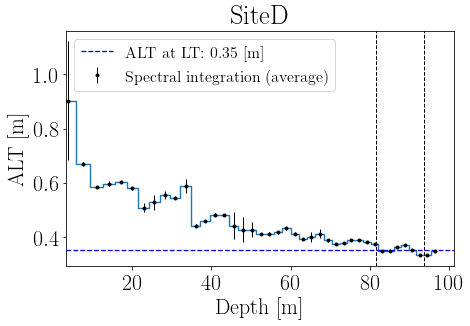 SiteD
ALT at LT: 0.35 [m]
Spectral integration (average)
ALT [m]
1.0
0.8
0.6
0.4
20 40 60 80 100
Depth [m]